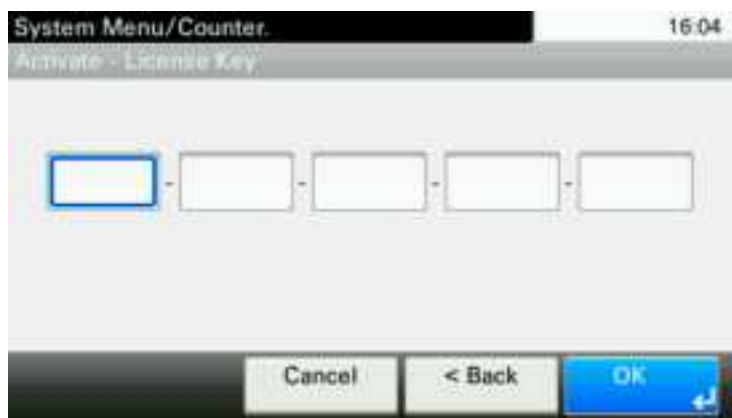 System Menu/Counter. 16:04
Activate - License Key
- - - -
Cancel < Back OK